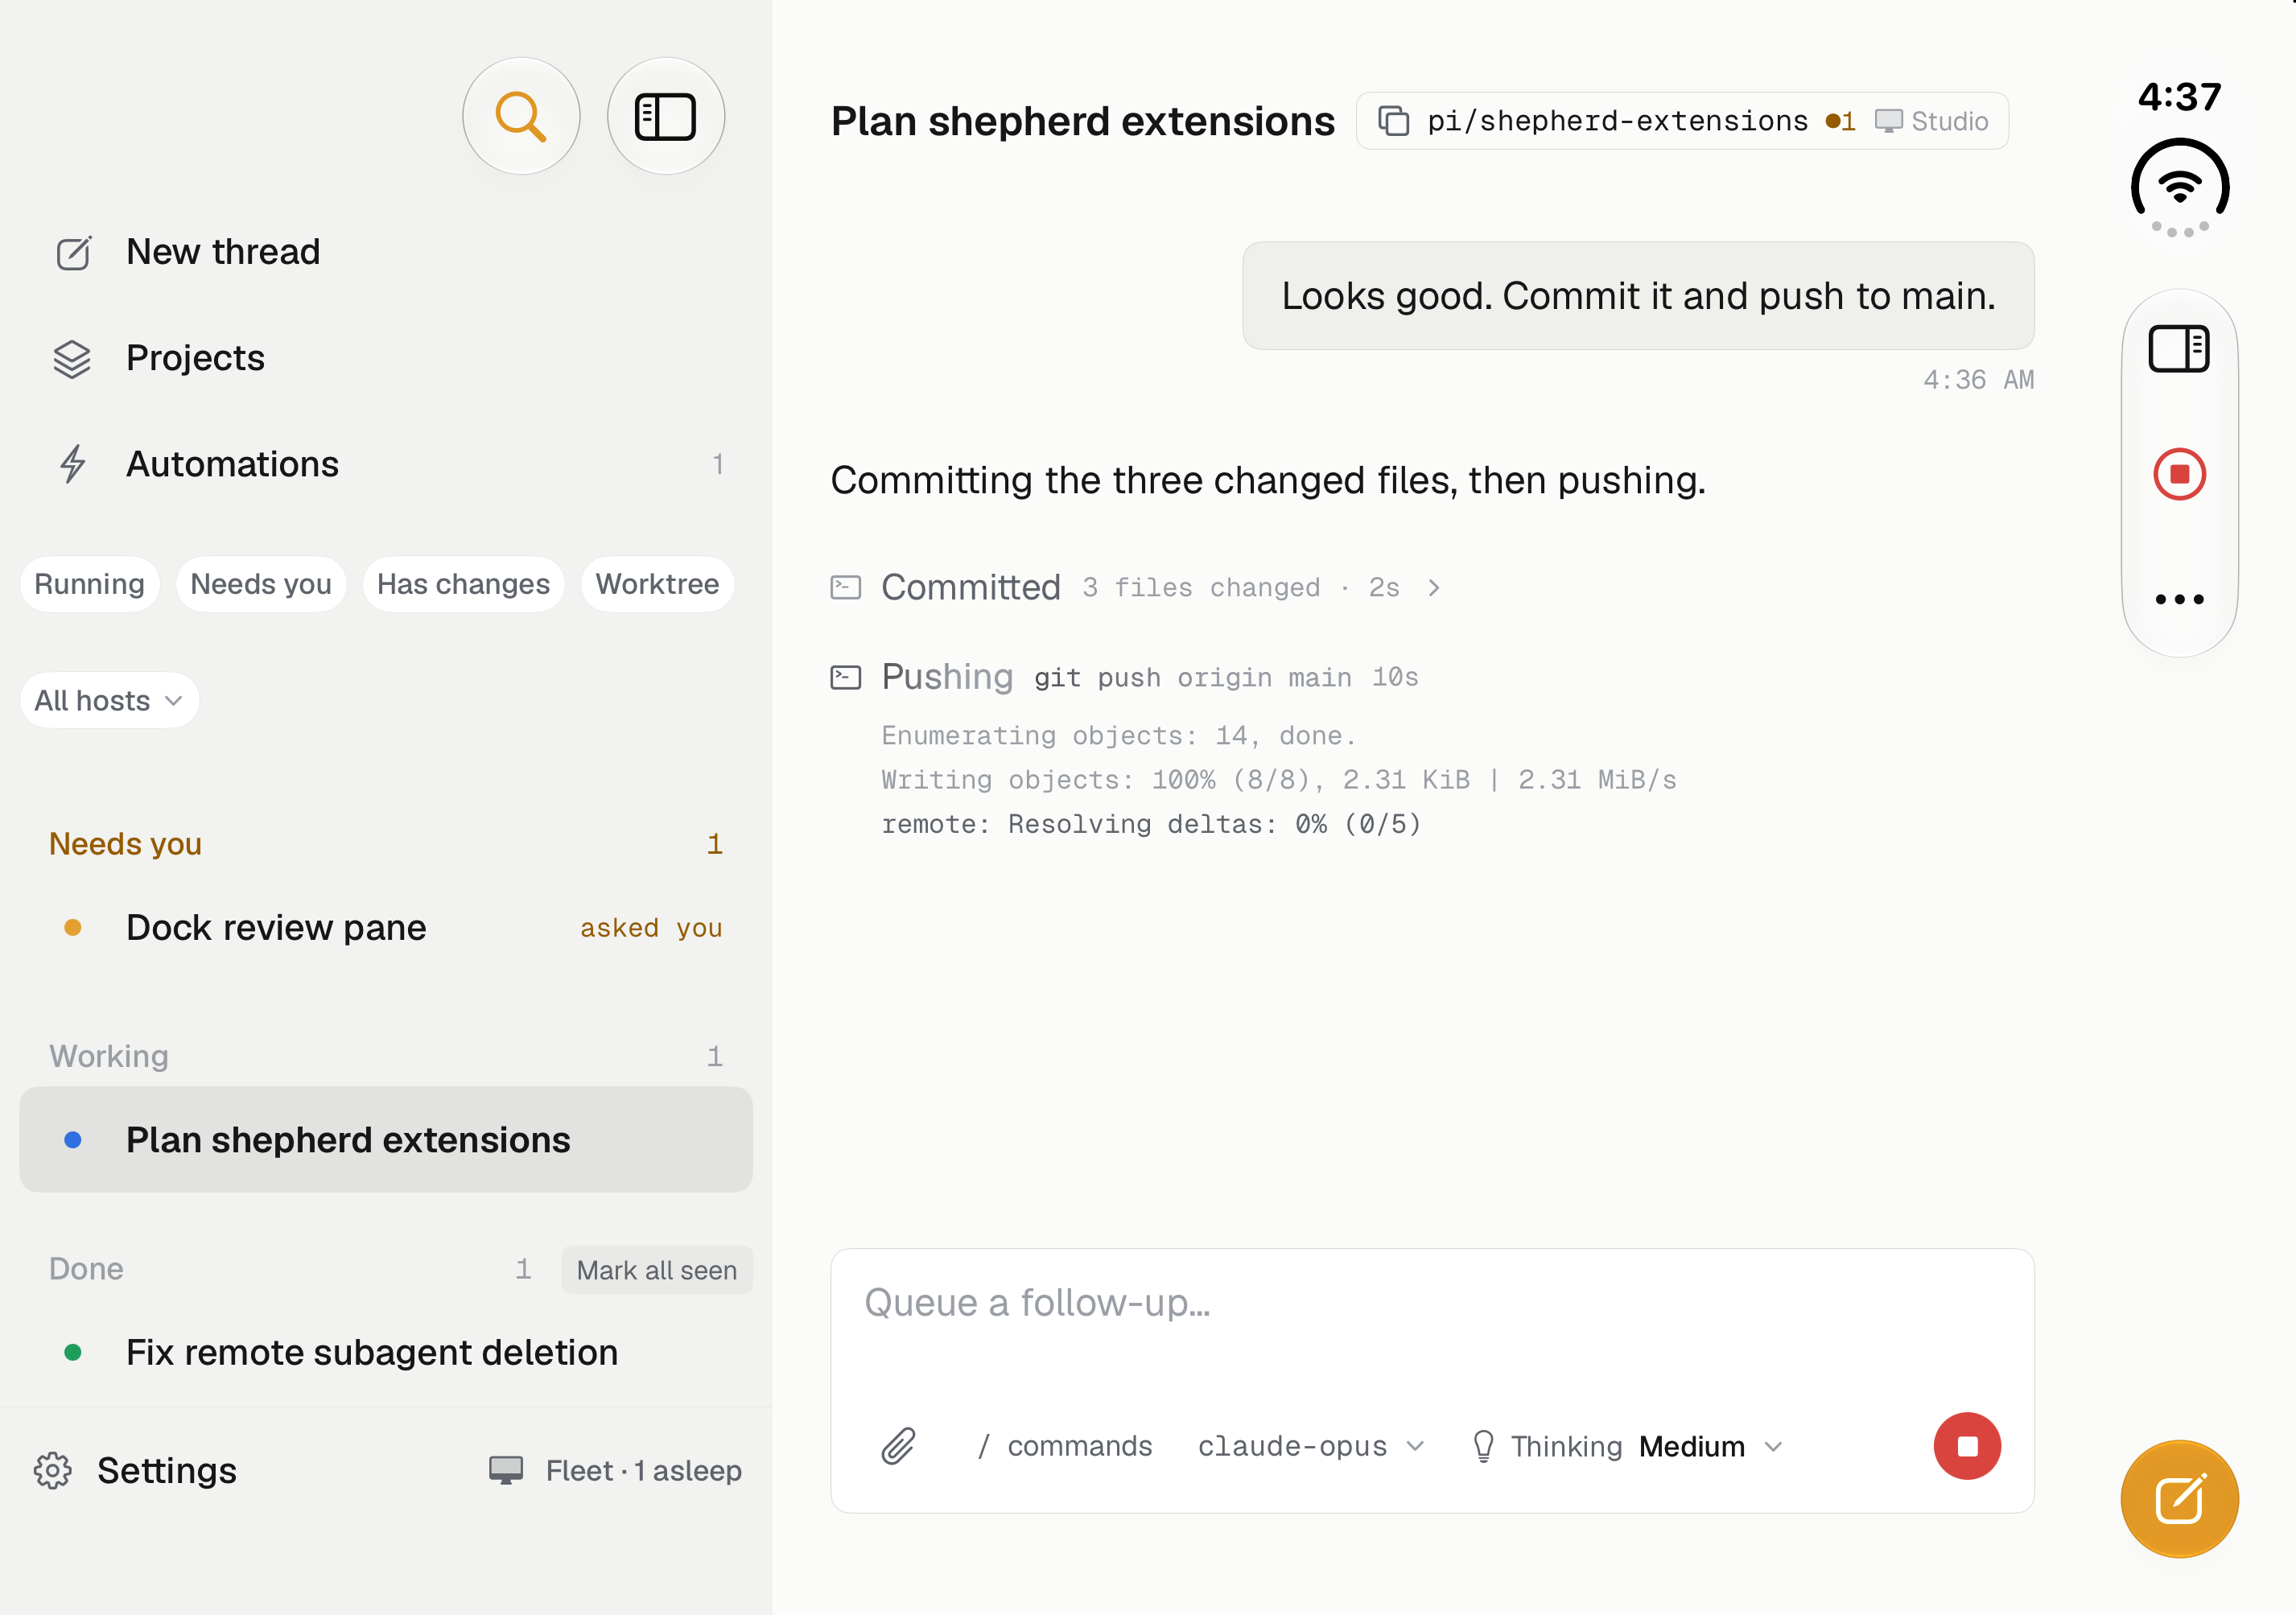 New thread
Projects
Automations 1
Running Needs you Has changes Worktree
All hosts
Needs you 1
Dock review pane asked you
Working 1
Plan shepherd extensions
Done 1 Mark all seen
Fix remote subagent deletion
Settings Fleet · 1 asleep
Plan shepherd extensions pi/shepherd-extensions 1 Studio
Looks good. Commit it and push to main.
4:36 AM
Committing the three changed files, then pushing.
Committed 3 files changed · 2s
Pushing git push origin main 10s
Enumerating objects: 14, done.
Writing objects: 100% (8/8), 2.31 KiB | 2.31 MiB/s
remote: Resolving deltas: 0% (0/5)
Queue a follow-up...
/ commands claude-opus Thinking Medium
4:37